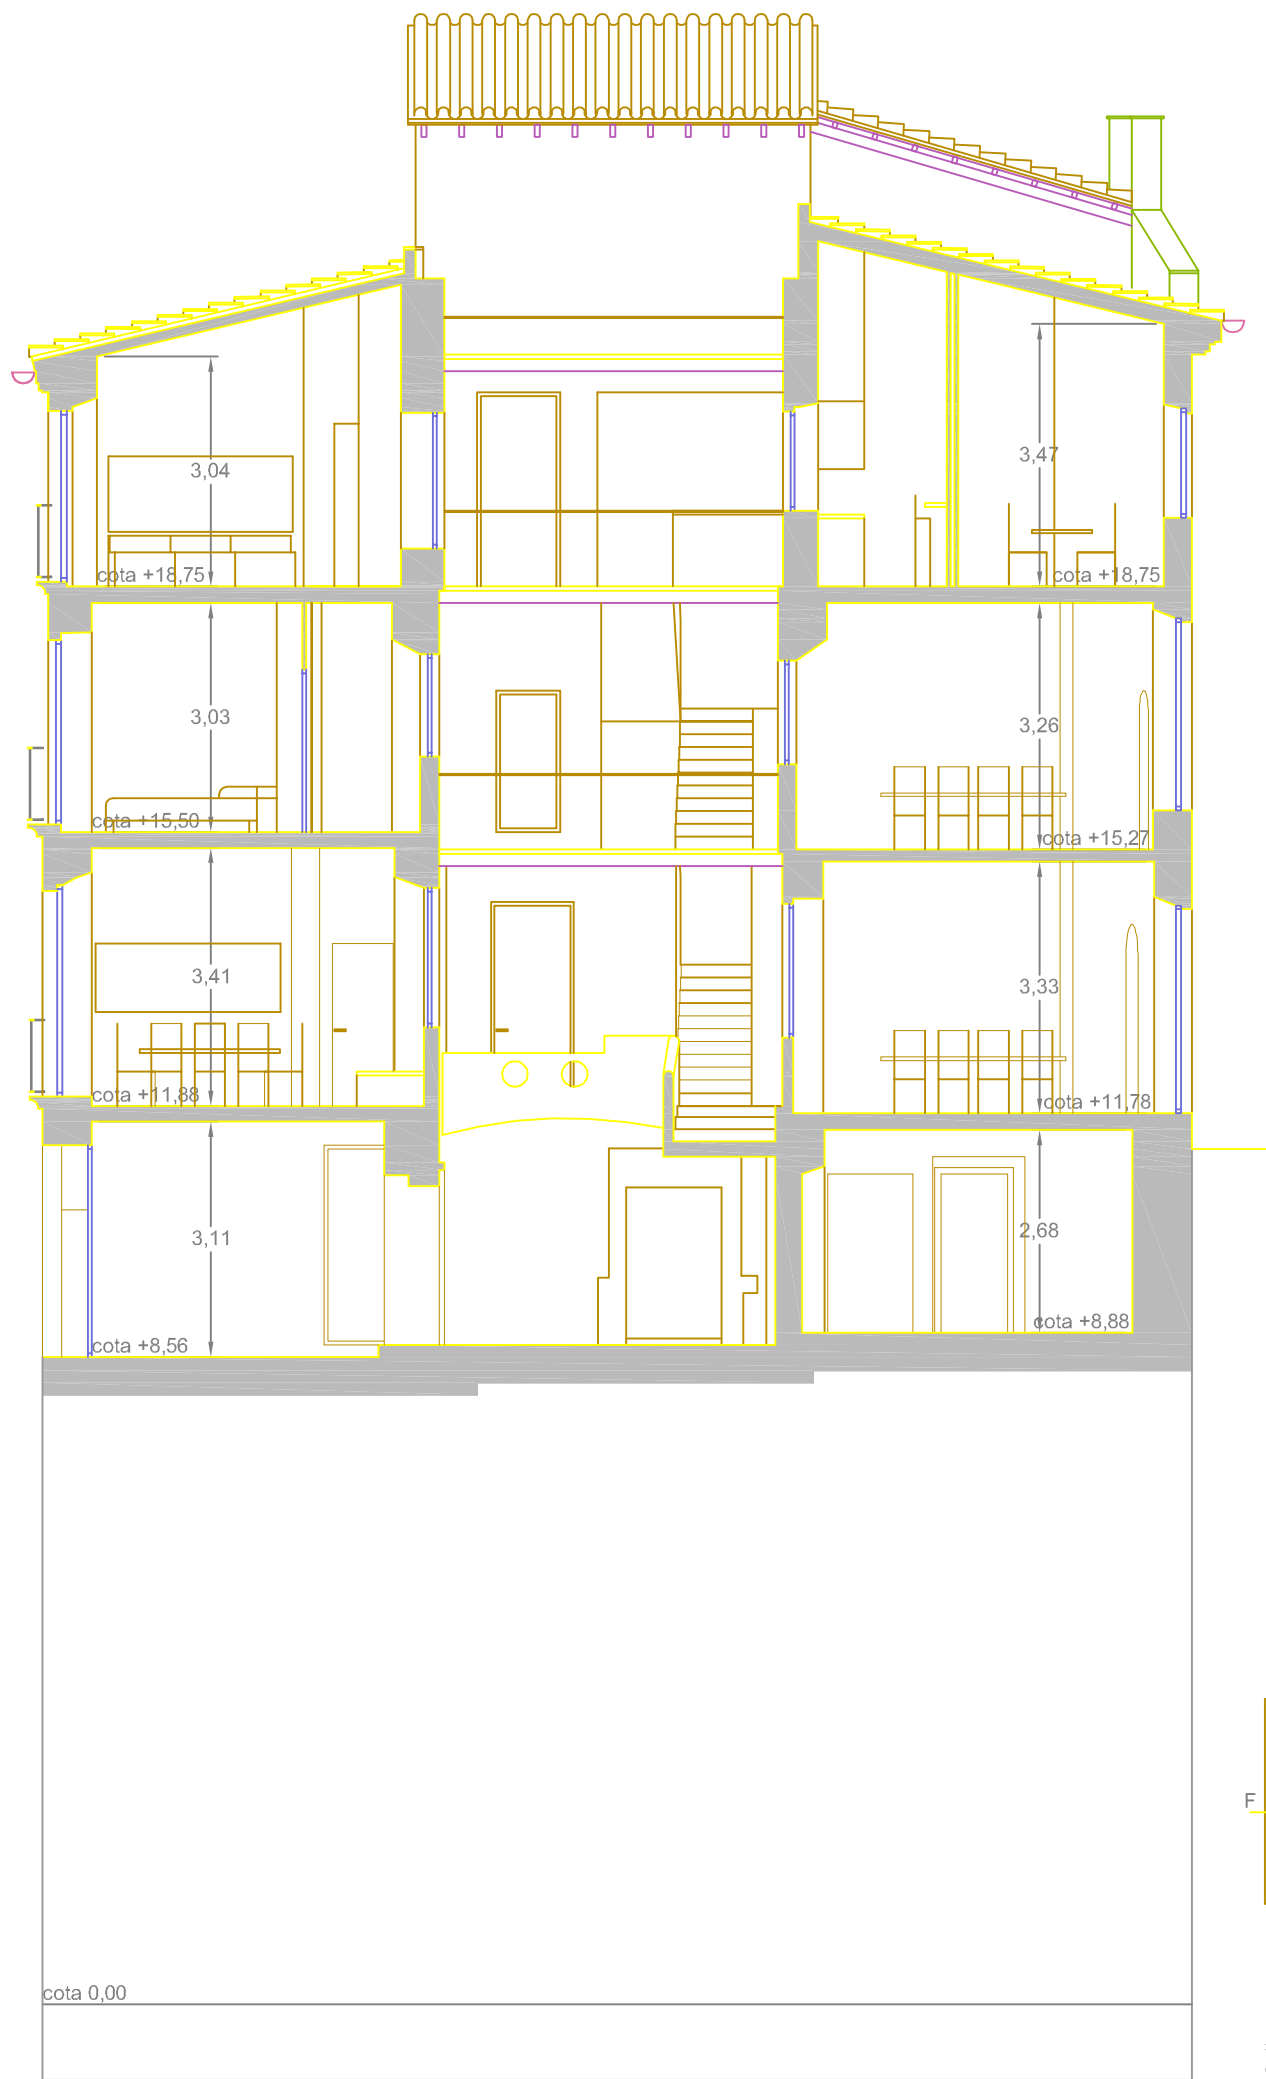 3,04
3,47
cota +18,75
cota +18,75
3,03
3,26
cota +15,50
cota +15,27
3,41
3,33
cota +11,88
cota +11,78
3,11
2,68
cota +8,56
cota +8,88
F
cota 0,00